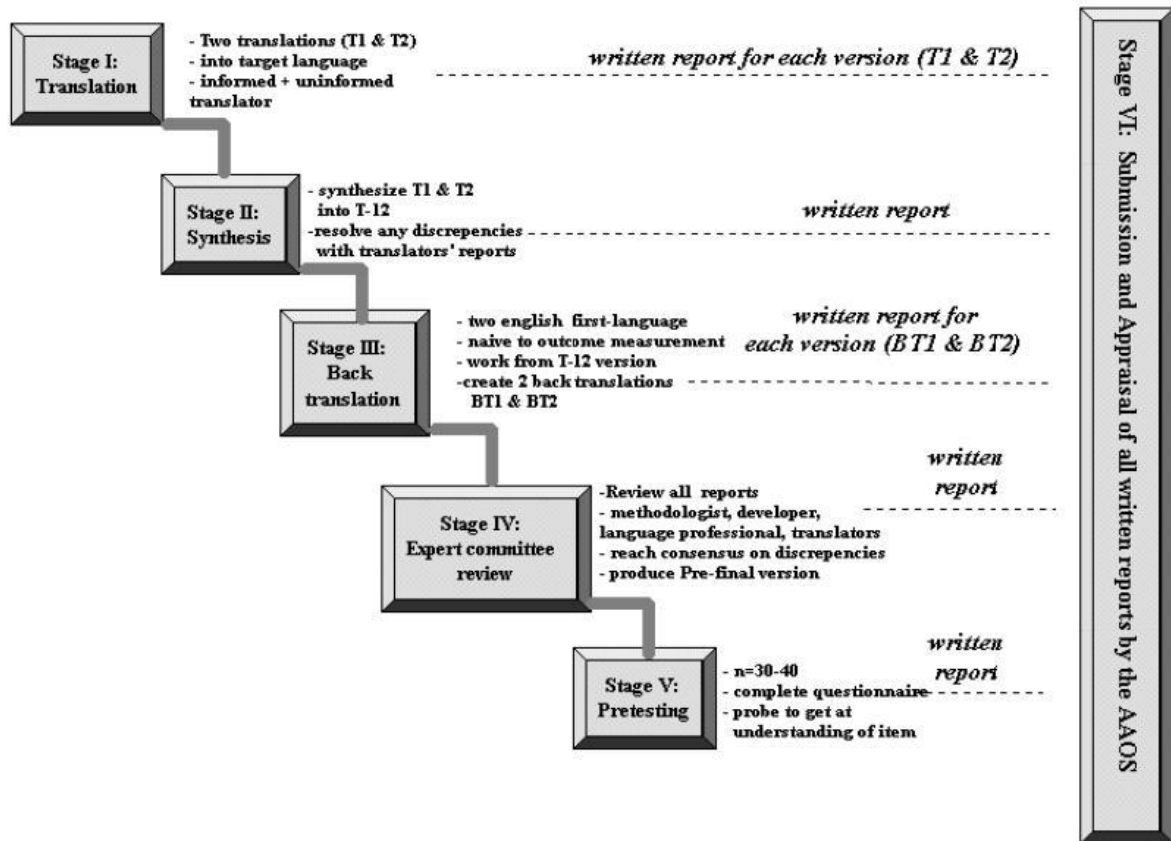 Stage I:
Translation
- Two translations (T1 & T2)
- into target language
- informed + uninformed
translator
written report for each version (T1 & T2)
Stage II:
Synthesis
- synthesize T1 & T2
into T-12
-resolve any discrepencies
with translators' reports
written report
Stage III:
Back
translation
- two english first-language
- naive to outcome measurement
- work from T-12 version
-create 2 back translations
BT1 & BT2
written report for
each version (BT1 & BT2)
Stage IV:
Expert committee
review
-Review all reports
- methodologist, developer,
language professional, translators
- reach consensus on discrepencies
- produce Pre-final version
written
report
Stage V:
Pretesting
- n=30-40
- complete questionnaire
- probe to get at
understanding of item
written
report
Stage VI: Submission and Appraisal of all written reports by the AAOS